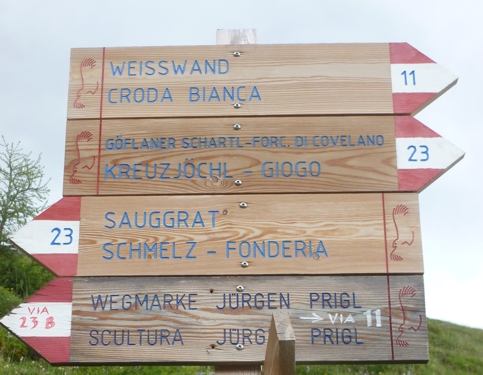 WEISSWAND
CRODA BIANCA
11
GÖFLANER SCHARTL-FORC. DI COVELANO
KREUZJÖCHL - GIOGO
23
SAUGGRAT
SCHMELZ - FONDERIA
23
WEGMARKE JÜRGEN PRIGL
→ VIA 11
SCULTURA JÜRG PRIGL
VIA
23B